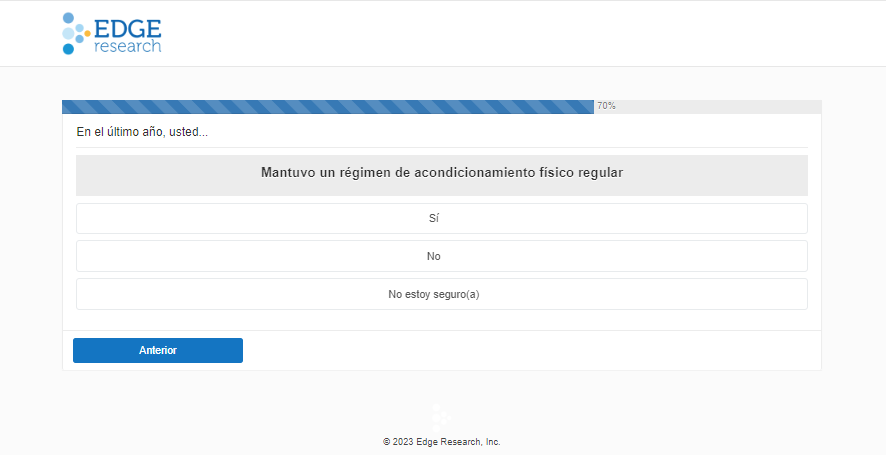 EDGE
research
70%
En el último año, usted...
Mantuvo un régimen de acondicionamiento físico regular
Sí
No
No estoy seguro(a)
Anterior
© 2023 Edge Research, Inc.